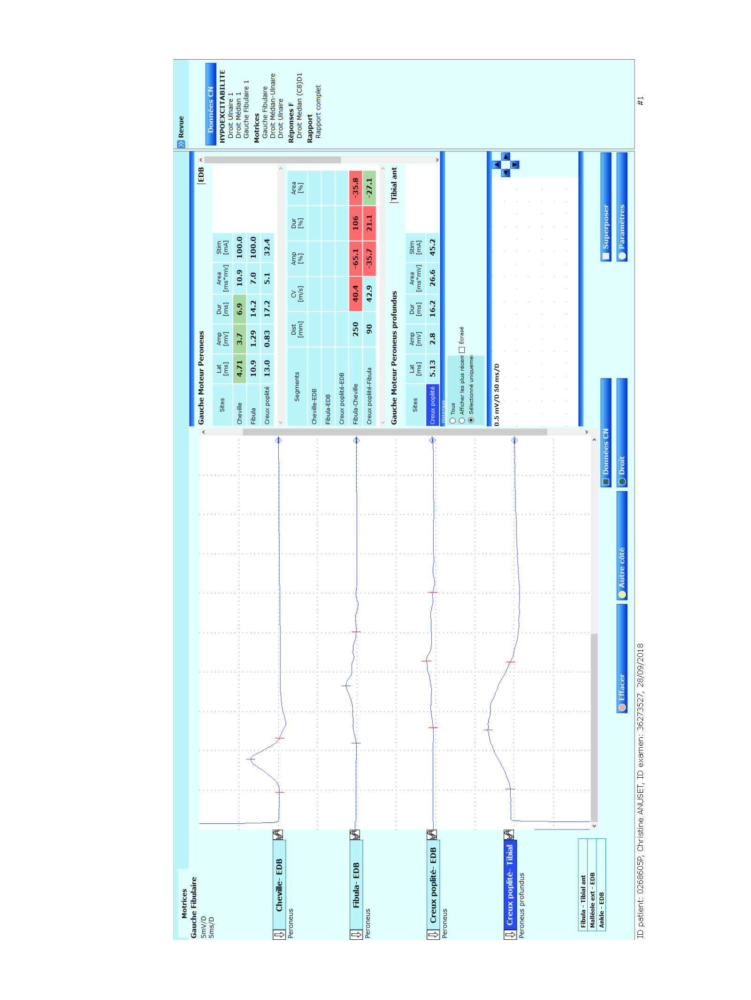 Motrices
Gauche Fibulaire
5mV/D
5ms/D
Cheville- EDB
Peroneus
Fibula- EDB
Peroneus
Creux poplité- EDB
Peroneus
Creux poplité- Tibial
Peroneus profundus
Fibula - Tibial ant
Malléole ext - EDB
Ankle - EDB
Gauche Moteur Peroneus EDB
Sites Lat [ms] Amp [mV] Dur [ms] Area [ms*mV] Stim [mA]
Cheville 4.71 3.7 6.9 10.9 100.0
Fibula 10.9 1.29 14.2 7.0 100.0
Creux poplité 13.0 0.83 17.2 5.1 32.4
Segments Dist [mm] CV [m/s] Amp [%] Dur [%] Area [%]
Cheville-EDB
Fibula-EDB
Creux poplité-EDB
Fibula-Cheville 250 40.4 -65.1 106 -35.8
Creux poplité-Fibula 90 42.9 -35.7 21.1 -27.1
Gauche Moteur Peroneus profundus Tibial ant
Sites Lat [ms] Amp [mV] Dur [ms] Area [ms*mV] Stim [mA]
Creux poplité 5.13 2.8 16.2 26.6 45.2
Historique
Tous
Afficher les plus récent Écrasé
Sélectionné uniquemer
0.5 mV/D 50 ms/D
Données CN Superposer
Effacer Autre côté Droit Paramètres
Revue
Données CN
HYPOEXCITABILITE
Droit Ulnaire 1
Droit Médian 1
Gauche Fibulaire 1
Motrices
Gauche Fibulaire
Droit Médian-Ulnaire
Droit Ulnaire
Réponses F
Droit Median (C8)D1
Rapport
Rapport complet
ID patient: 0268605P, Christine ANUSET, ID examen: 36273527, 28/09/2018 #1